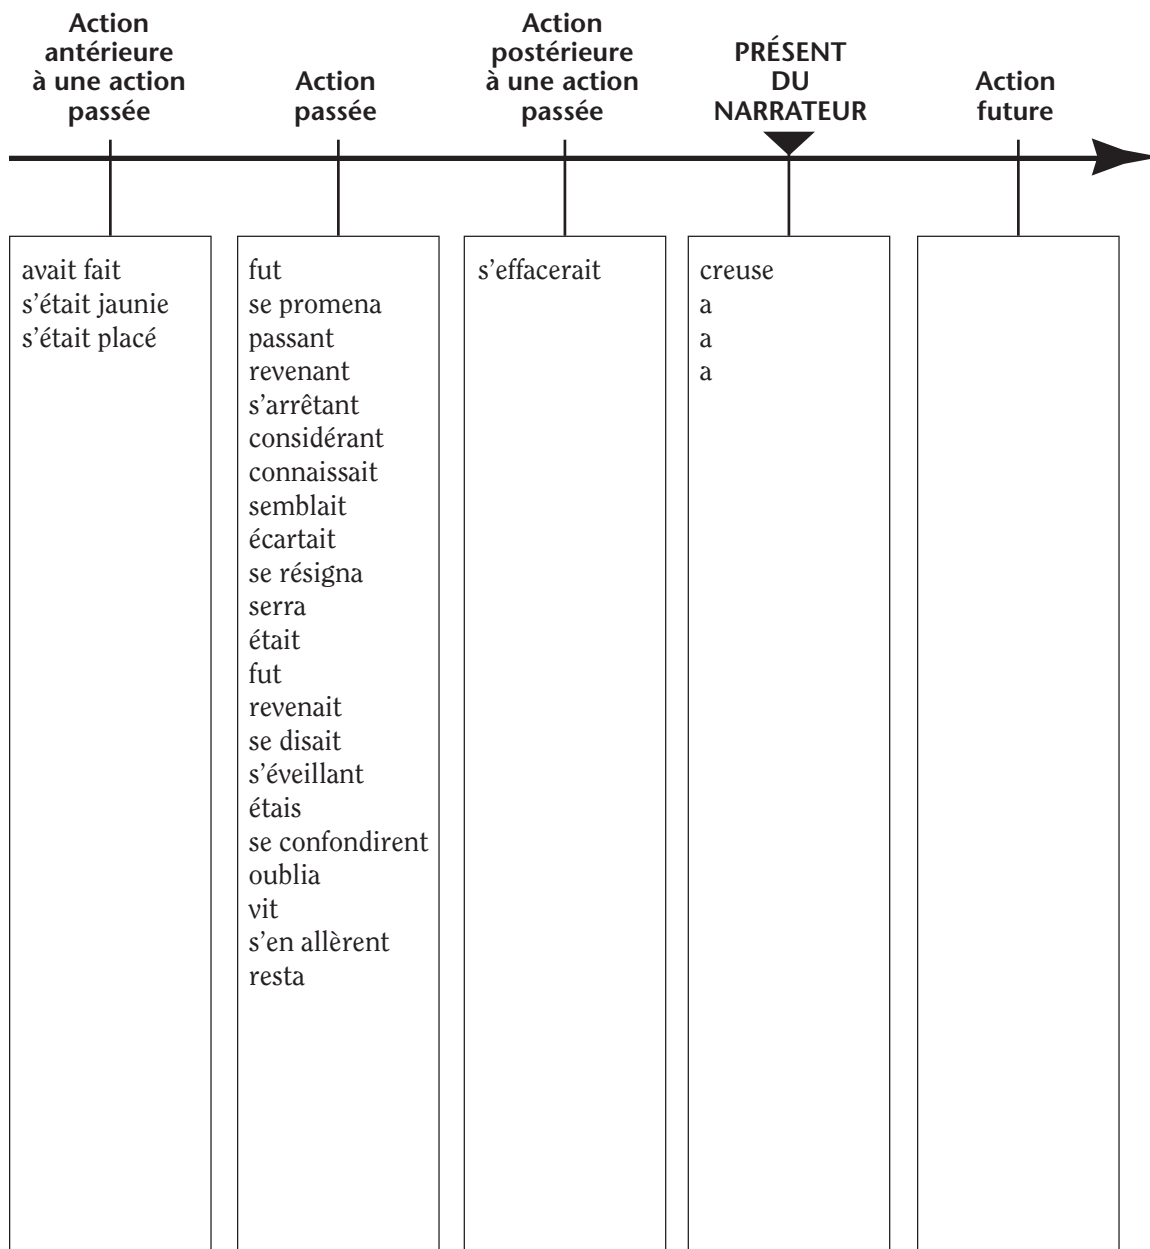 Action
antérieure
à une action
passée
Action
passée
Action
postérieure
à une action
passée
PRÉSENT
DU
NARRATEUR
Action
future
avait fait
s'était jaunie
s'était placé
fut
se promena
passant
revenant
s'arrêtant
considérant
connaissait
semblait
écartait
se résigna
serra
était
fut
revenait
se disait
s'éveillant
étais
se confondirent
oublia
vit
s'en allèrent
resta
s'effacerait
creuse
a
a
a